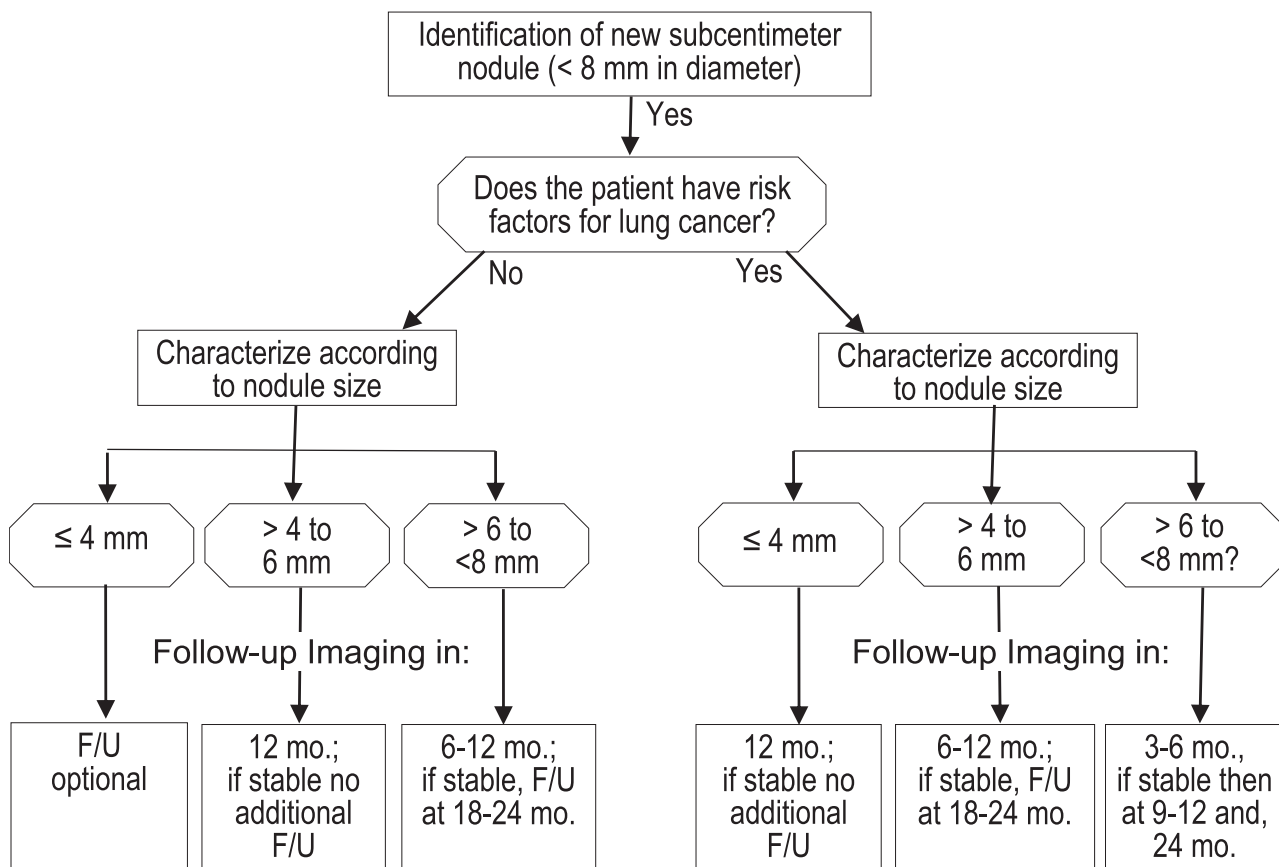 Identification of new subcentimeter
nodule (< 8 mm in diameter)
Yes
Does the patient have risk
factors for lung cancer?
No
Yes
Characterize according
to nodule size
Characterize according
to nodule size
≤ 4 mm
> 4 to
6 mm
> 6 to
<8 mm
≤ 4 mm
> 4 to
6 mm
> 6 to
<8 mm?
Follow-up Imaging in:
Follow-up Imaging in:
F/U
optional
12 mo.;
if stable no
additional
F/U
6-12 mo.;
if stable, F/U
at 18-24 mo.
12 mo.;
if stable no
additional
F/U
6-12 mo.;
if stable, F/U
at 18-24 mo.
3-6 mo.,
if stable then
at 9-12 and,
24 mo.